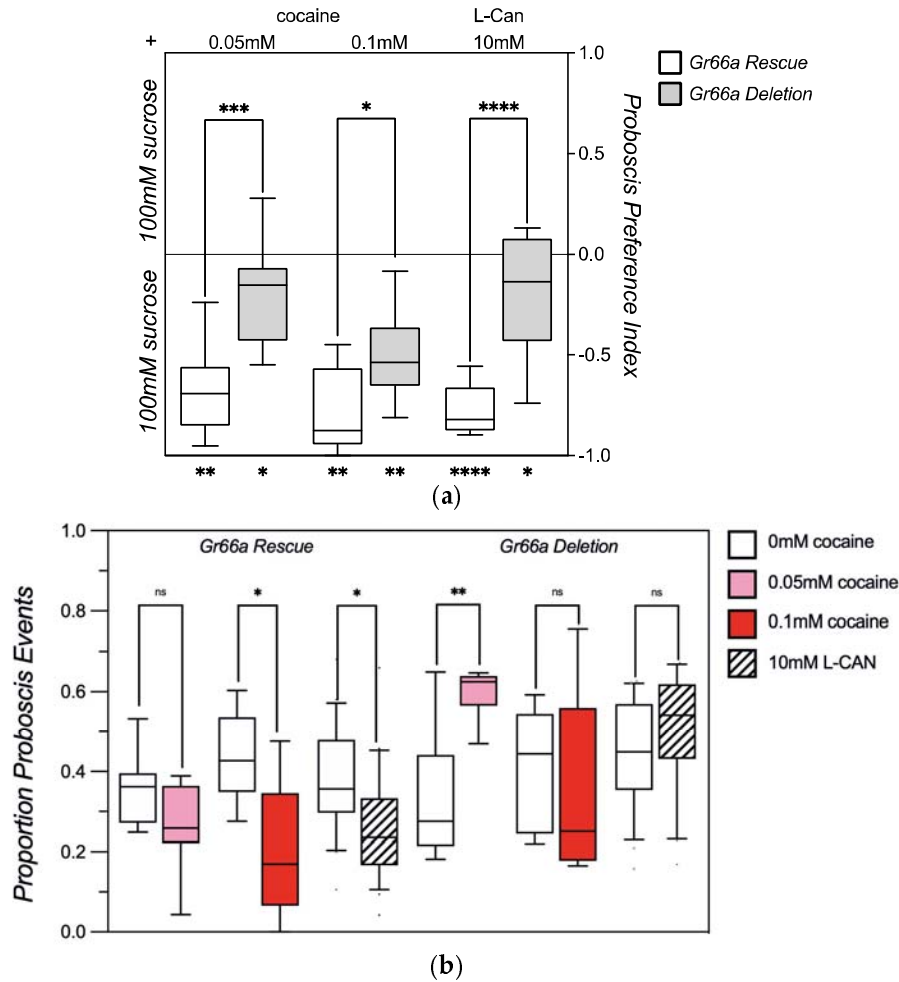 cocaine L-Can
+ 0.05mM 0.1mM 10mM
100mM sucrose
100mM sucrose
*** * ****
1.0
0.5
0.0
-0.5
-1.0
Proboscis Preference Index
Gr66a Rescue
Gr66a Deletion
** * ** ** **** *
(a)
Proportion Proboscis Events
1.0
0.8
0.6
0.4
0.2
0.0
Gr66a Rescue Gr66a Deletion
ns * * ** ns ns
0mM cocaine
0.05mM cocaine
0.1mM cocaine
10mM L-CAN
(b)